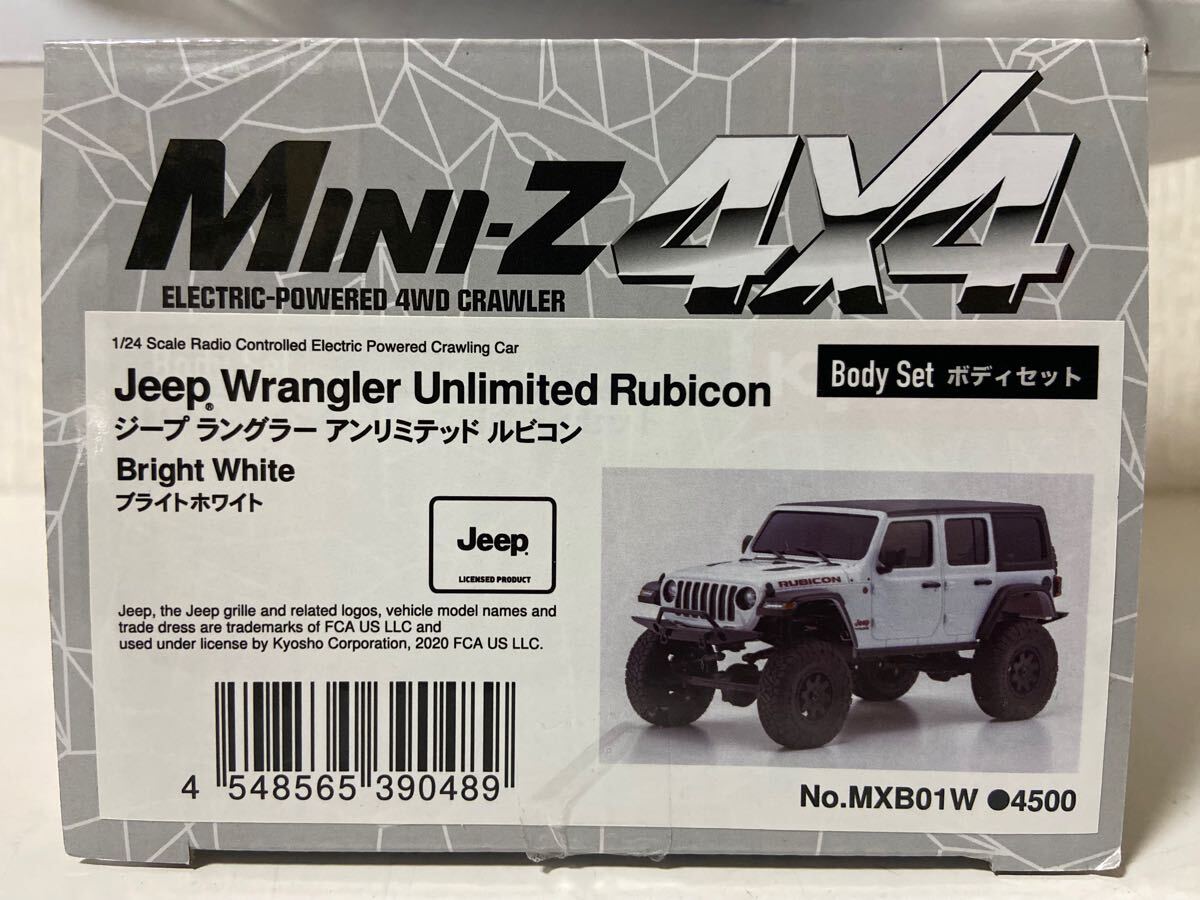 MINI-Z 4X4
ELECTRIC-POWERED 4WD CRAWLER
1/24 Scale Radio Controlled Electric Powered Crawling Car
Jeep® Wrangler Unlimited Rubicon
ジープ ラングラー アンリミテッド ルビコン
Bright White
ブライトホワイト
Body Set ボディセット
Jeep®
LICENSED PRODUCT
Jeep, the Jeep grille and related logos, vehicle model names and
trade dress are trademarks of FCA US LLC and
used under license by Kyosho Corporation, 2020 FCA US LLC.
RUBICON
Jeep
4 548565 390489
No.MXB01W ●4500